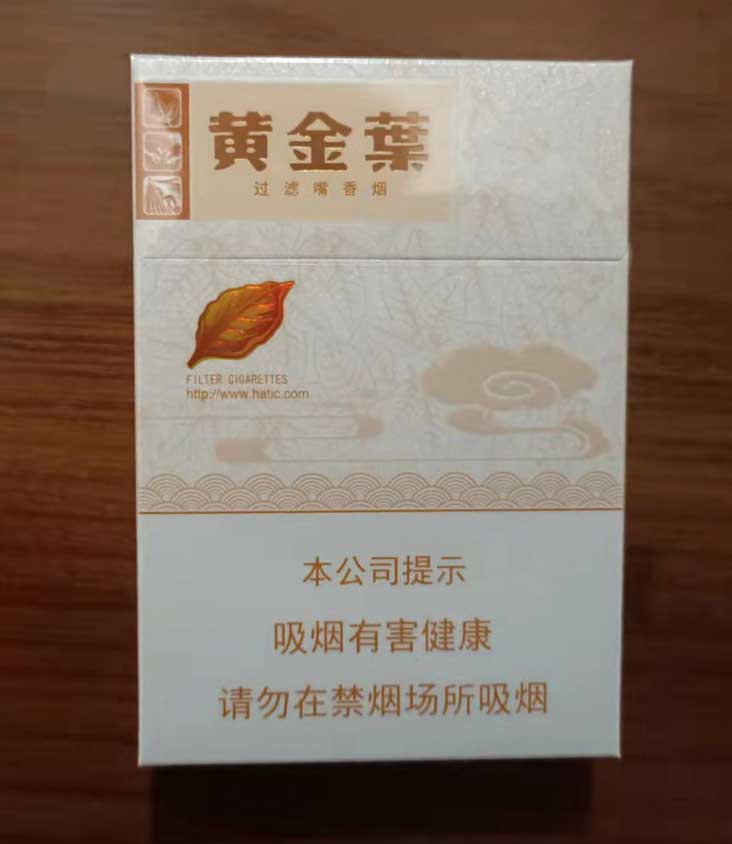 黄金葉
过滤嘴香烟
FILTER CIGARETTES
http://www.hatic.com
本公司提示
吸烟有害健康
请勿在禁烟场所吸烟